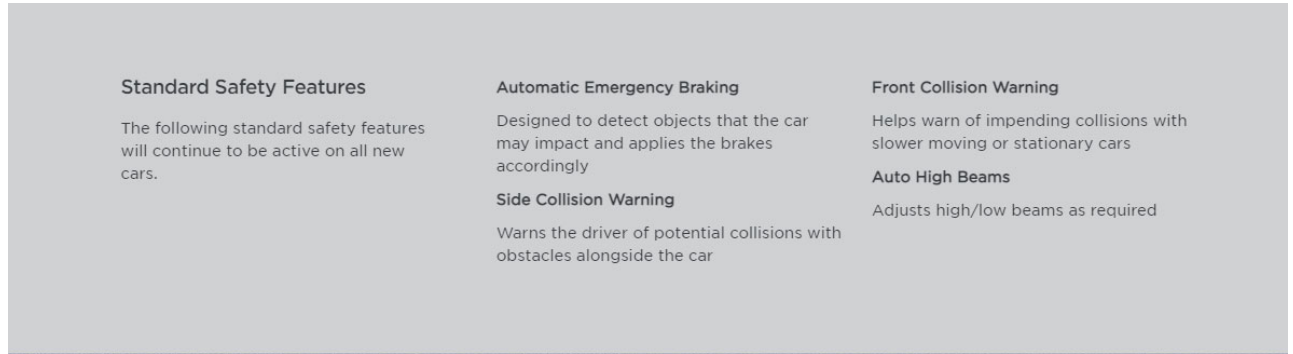 Standard Safety Features
The following standard safety features
will continue to be active on all new
cars.
Automatic Emergency Braking
Designed to detect objects that the car
may impact and applies the brakes
accordingly
Side Collision Warning
Warns the driver of potential collisions with
obstacles alongside the car
Front Collision Warning
Helps warn of impending collisions with
slower moving or stationary cars
Auto High Beams
Adjusts high/low beams as required